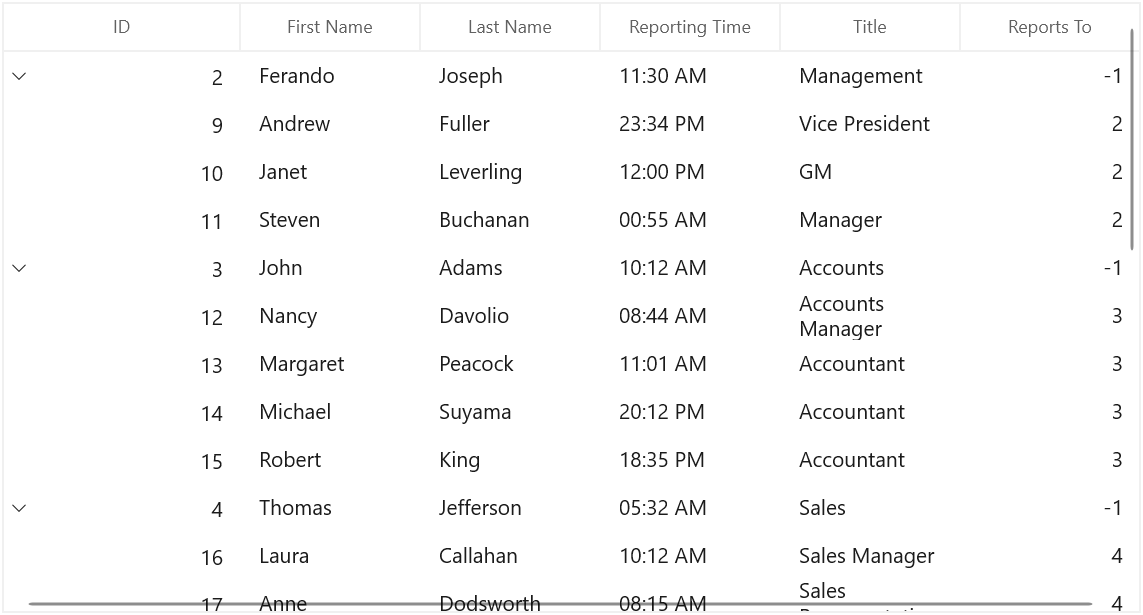 ID First Name Last Name Reporting Time Title Reports To
2 Ferando Joseph 11:30 AM Management -1
9 Andrew Fuller 23:34 PM Vice President 2
10 Janet Leverling 12:00 PM GM 2
11 Steven Buchanan 00:55 AM Manager 2
3 John Adams 10:12 AM Accounts -1
12 Nancy Davolio 08:44 AM Accounts Manager 3
13 Margaret Peacock 11:01 AM Accountant 3
14 Michael Suyama 20:12 PM Accountant 3
15 Robert King 18:35 PM Accountant 3
4 Thomas Jefferson 05:32 AM Sales -1
16 Laura Callahan 10:12 AM Sales Manager 4
17 Anne Dodsworth 08:15 AM Sales 4